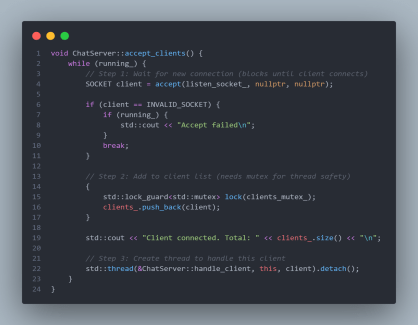 1 void ChatServer::accept_clients() {
2 while (running_) {
3 // Step 1: Wait for new connection (blocks until client connects)
4 SOCKET client = accept(listen_socket_, nullptr, nullptr);
5
6 if (client == INVALID_SOCKET) {
7 if (running_) {
8 std::cout << "Accept failed\n";
9 }
10 break;
11 }
12
13 // Step 2: Add to client list (needs mutex for thread safety)
14 {
15 std::lock_guard<std::mutex> lock(clients_mutex_);
16 clients_.push_back(client);
17 }
18
19 std::cout << "Client connected. Total: " << clients_.size() << "\n";
20
21 // Step 3: Create thread to handle this client
22 std::thread(&ChatServer::handle_client, this, client).detach();
23 }
24 }